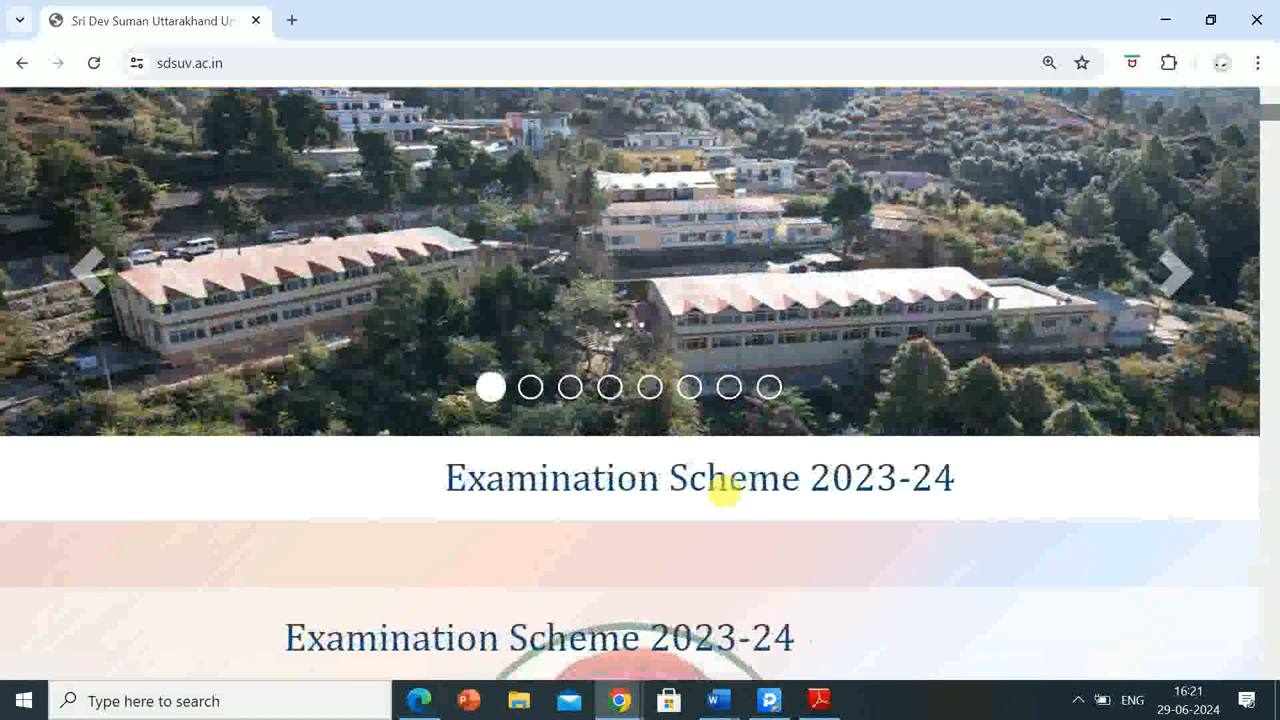 Sri Dev Suman Uttarakhand Un
sdsuv.ac.in
Examination Scheme 2023-24
Examination Scheme 2023-24
Type here to search
ENG
16:21
29-06-2024